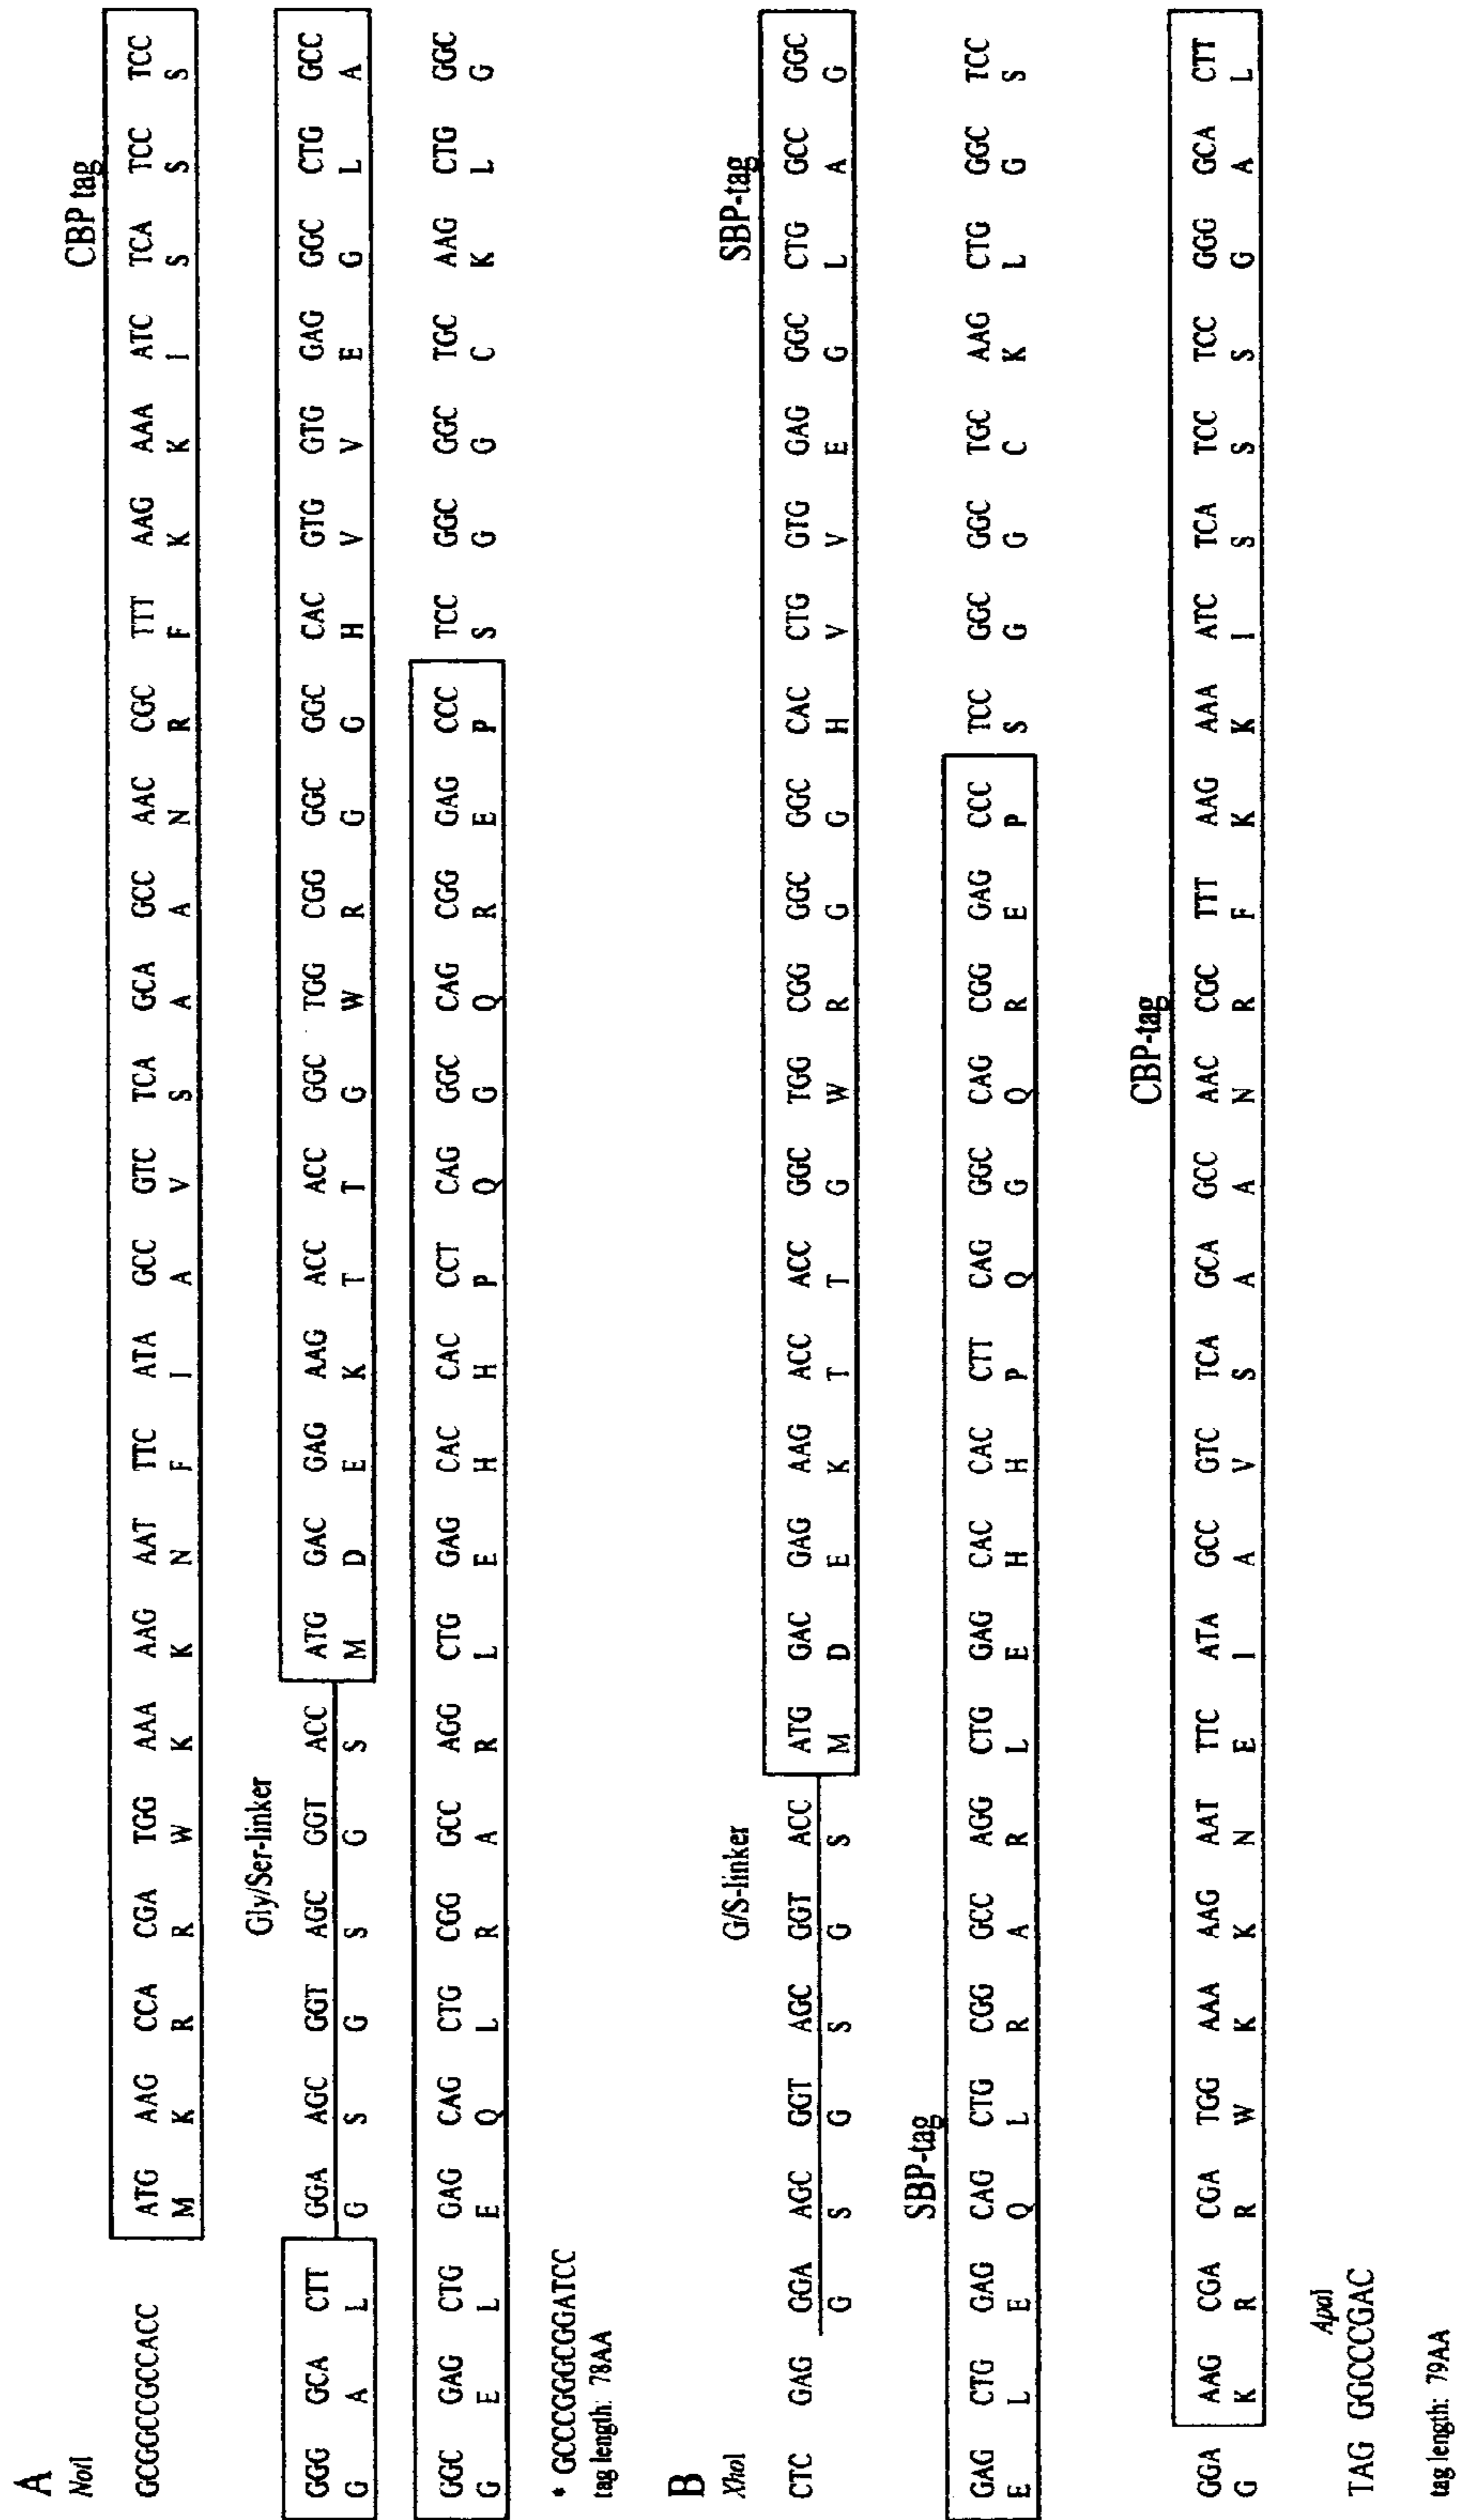 A
NotI
CBP tag
GCGGCCGCCACC ATG AAG CCA CGA TGG AAA AAG AAT TTC ATA GCC GTC TCA GCA GCC AAC CGC TTT AAG AAA ATC TCA TCC TCC
M K R R W K K N F I A V S A A N R F K K I S S S
Gly/Ser-linker
GGG GCA CTT GGA AGC GGT AGC GGT ACC ATG GAC GAG AAG ACC ACC GGC TGG CGG GGC GGC CAC GTG GTG GAG GGC CTG GCC
G A L G S G S G S M D E K T T G W R G G H V V E G L A
GGC GAG CTG GAG CAG CTG CGG GCC AGG CTG GAG CAC CAC CCT CAG GGC CAG CGG GAG CCC TCC GGC GGC TGC AAG CTG GGC
G E L E Q L R A R L E H H P Q G Q R E P S G G C K L G
* GCCCGGGCGGATCC
tag length: 78AA
B
XhoI
G/S-linker SBP-tag
CTC GAG GGA AGC GGT AGC GGT ACC ATG GAC GAG AAG ACC ACC GGC TGG CGG GGC GGC CAC CTG GTG GAG GGC CTG GCC GGC
G S G S G S M D E K T T G W R G G H V V E G L A G
SBP-tag
GAG CTG GAG CAG CTG CGG GCC AGG CTG GAG CAC CAC CTT CAG GGC CAG CGG GAG CCC TCC GGC GGC TGC AAG CTG GGC TCC
E L E Q L R A R L E H H P Q G Q R E P S G G C K L G S
CBP-tag
GGA AAG CGA CGA TGG AAA AAG AAT TTC ATA GCC GTC TCA GCA GCC AAC CGC TTT AAG AAA ATC TCA TCC TCC GGG GCA CTT
G K R R W K K N E I A V S A A N R F K K I S S S G A L
ApaI
TAG GGCCCGAC
tag length: 79AA